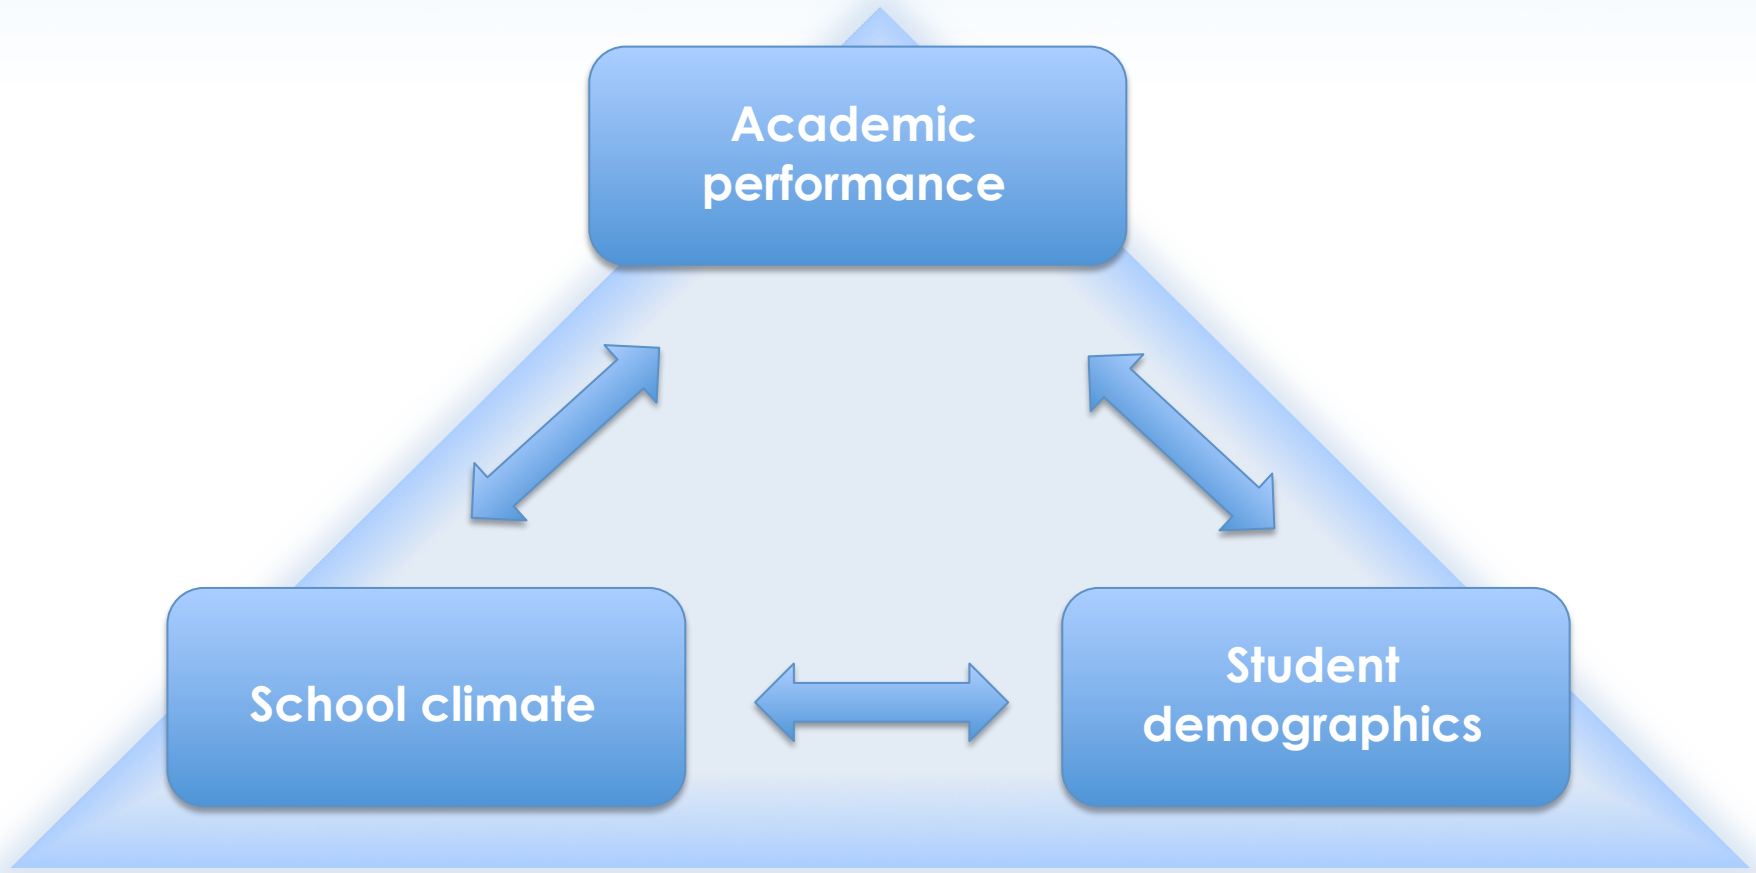 Academic
performance
School climate
Student
demographics